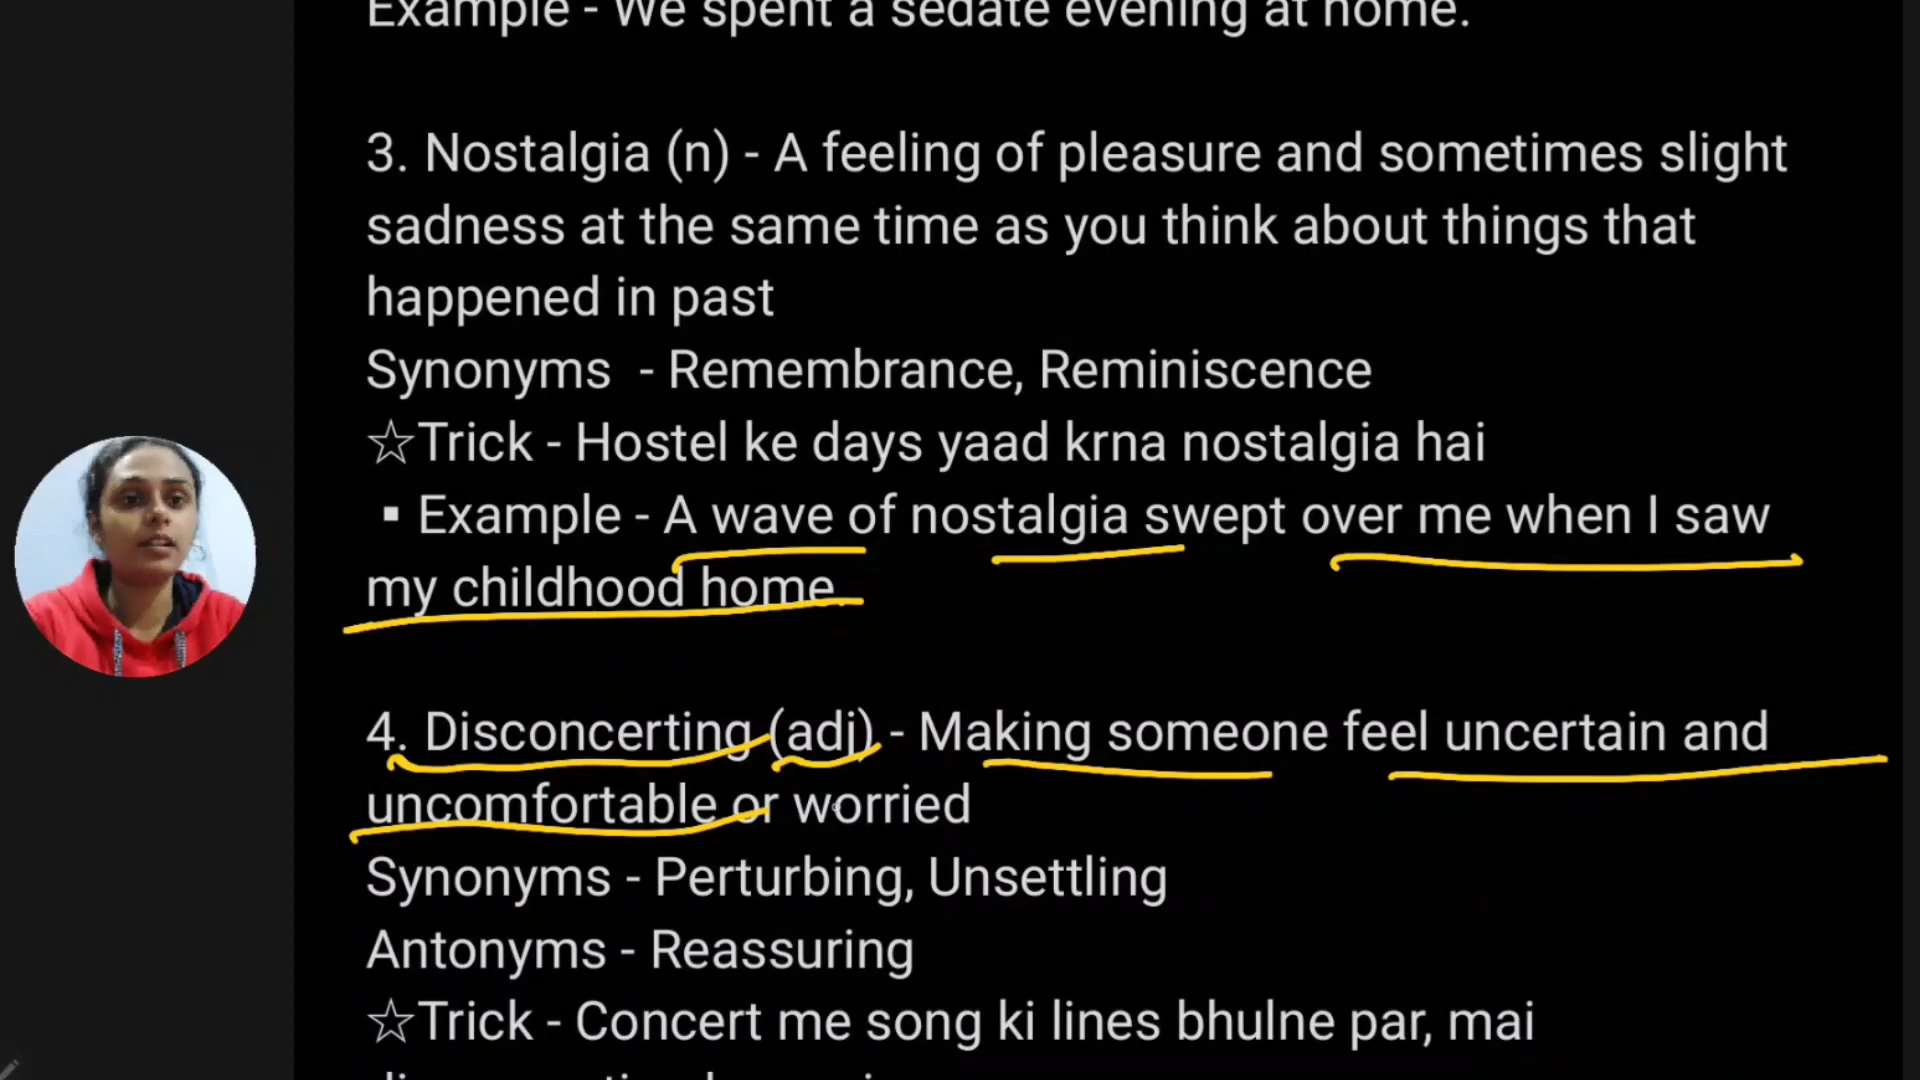 Example - We spent a sedate evening at home.
3. Nostalgia (n) - A feeling of pleasure and sometimes slight
sadness at the same time as you think about things that
happened in past
Synonyms - Remembrance, Reminiscence
☆Trick - Hostel ke days yaad krna nostalgia hai
▪ Example - A wave of nostalgia swept over me when I saw
my childhood home.
4. Disconcerting (adj) - Making someone feel uncertain and
uncomfortable or worried
Synonyms - Perturbing, Unsettling
Antonyms - Reassuring
☆Trick - Concert me song ki lines bhulne par, mai